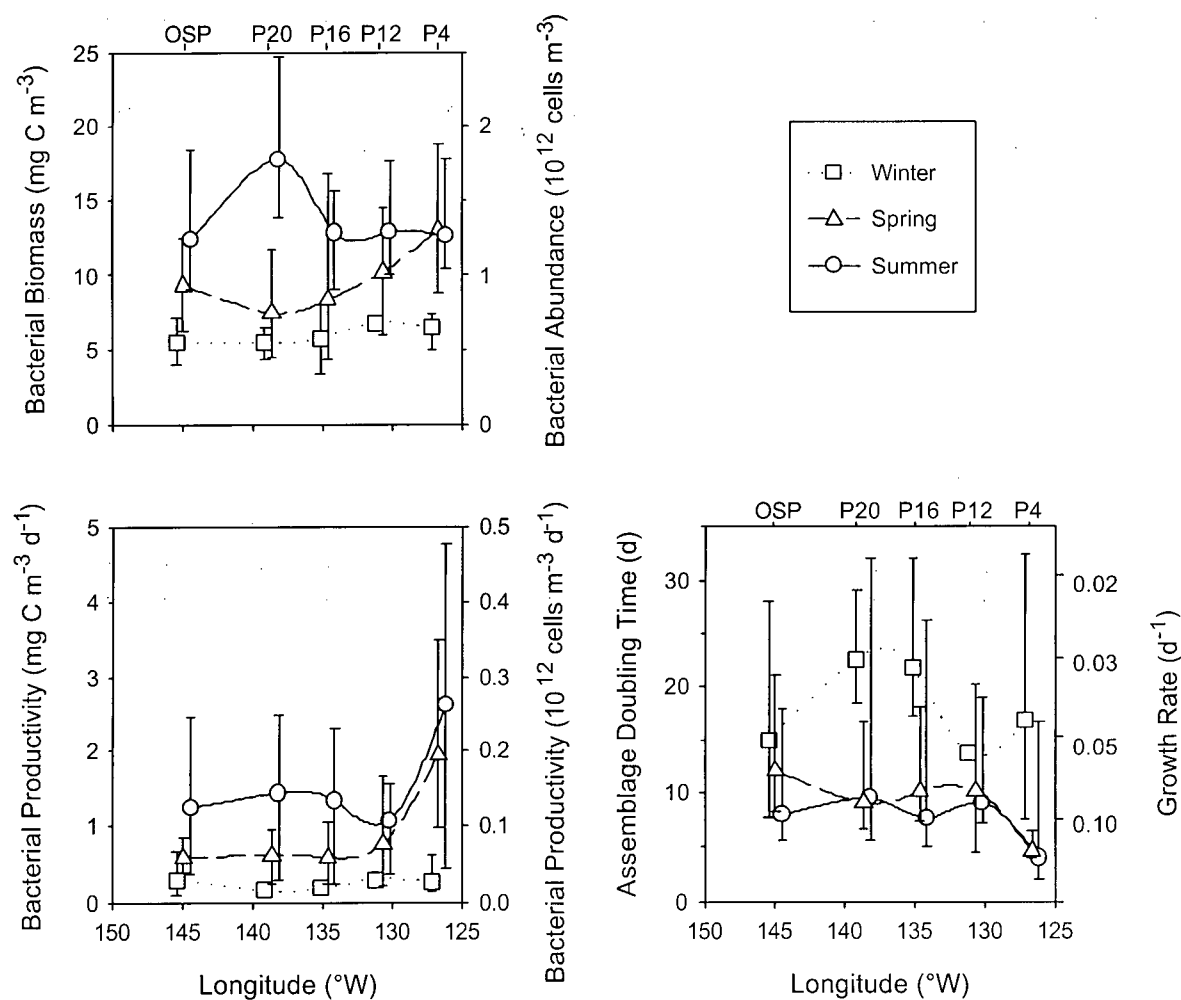 OSP P20 P16 P12 P4
Bacterial Biomass (mg C m-3)
25
20
15
10
5
0
2
1
0
Bacterial Abundance (10^12 cells m-3)
Winter
Spring
Summer
Bacterial Productivity (mg C m-3 d-1)
5
4
3
2
1
0
0.5
0.4
0.3
0.2
0.1
0.0
Bacterial Productivity (10^12 cells m-3 d-1)
150 145 140 135 130 125
Longitude (°W)
OSP P20 P16 P12 P4
Assemblage Doubling Time (d)
30
20
10
0
0.02
0.03
0.05
0.10
Growth Rate (d-1)
150 145 140 135 130 125
Longitude (°W)